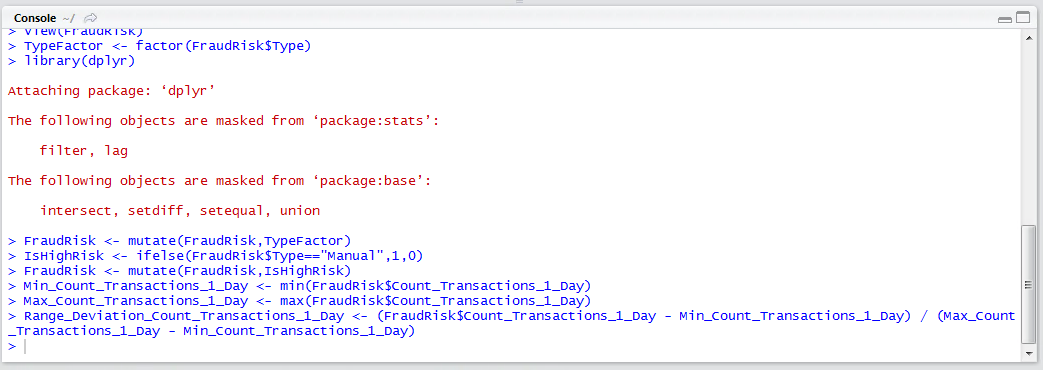 Console ~/
> View(FraudRisk)
> TypeFactor <- factor(FraudRisk$Type)
> library(dplyr)
Attaching package: ‘dplyr’
The following objects are masked from ‘package:stats’:
filter, lag
The following objects are masked from ‘package:base’:
intersect, setdiff, setequal, union
> FraudRisk <- mutate(FraudRisk,TypeFactor)
> IsHighRisk <- ifelse(FraudRisk$Type=="Manual",1,0)
> FraudRisk <- mutate(FraudRisk,IsHighRisk)
> Min_Count_Transactions_1_Day <- min(FraudRisk$Count_Transactions_1_Day)
> Max_Count_Transactions_1_Day <- max(FraudRisk$Count_Transactions_1_Day)
> Range_Deviation_Count_Transactions_1_Day <- (FraudRisk$Count_Transactions_1_Day - Min_Count_Transactions_1_Day) / (Max_Count
_Transactions_1_Day - Min_Count_Transactions_1_Day)
>